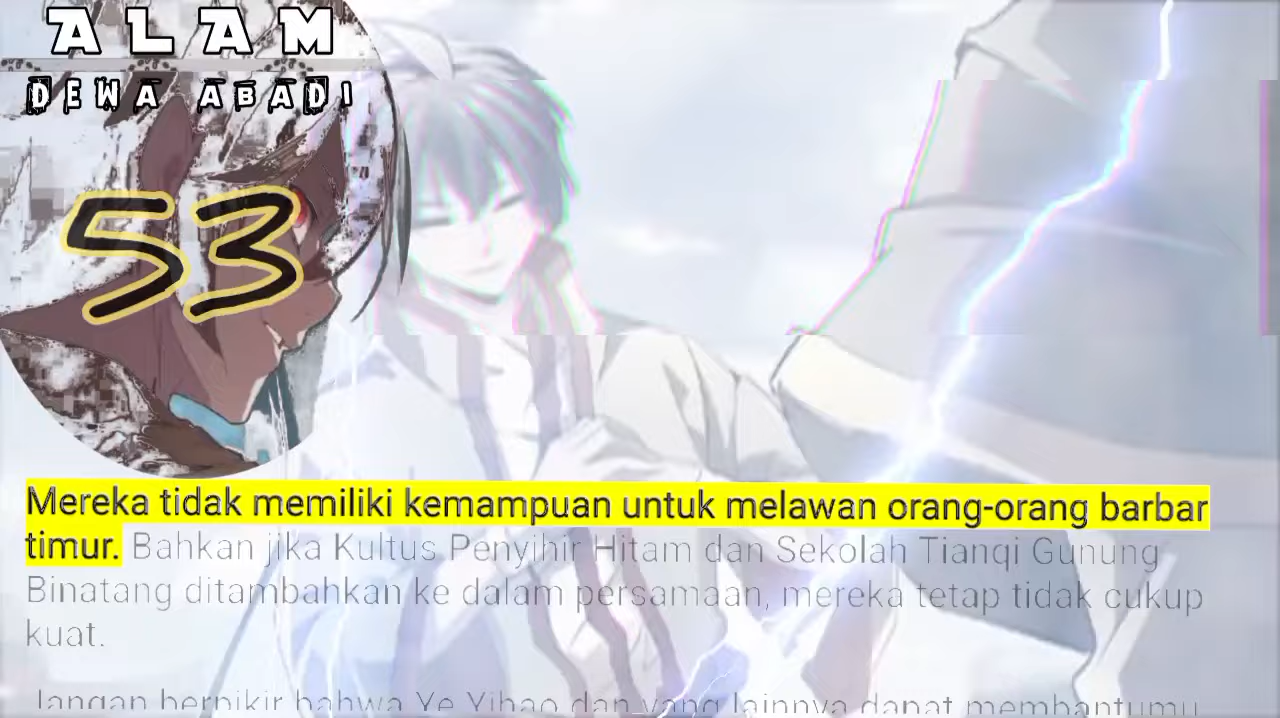 ALAM
DEWA ABADI
53
Mereka tidak memiliki kemampuan untuk melawan orang-orang barbar
timur. Bahkan jika Kultus Penyihir Hitam dan Sekolah Tianqi Gunung
Binatang ditambahkan ke dalam persamaan, mereka tetap tidak cukup
kuat.
Jangan berpikir bahwa Ye Yihao dan yang lainnya dapat membantumu